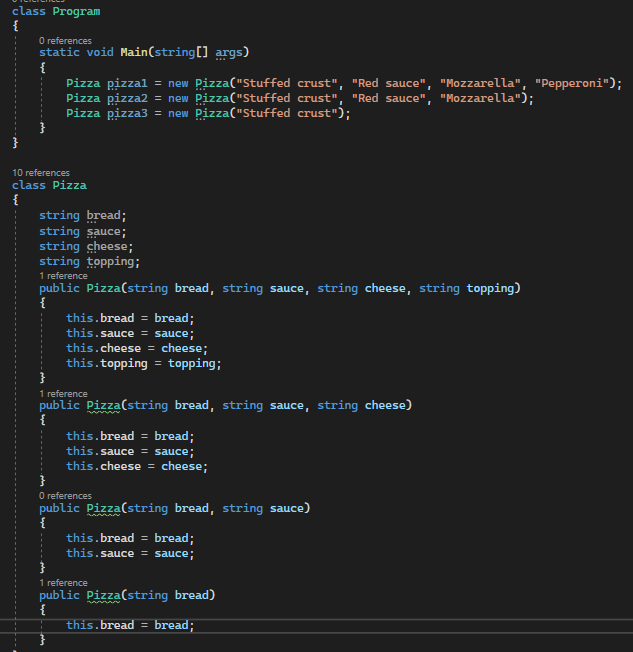 0 references
class Program
{
0 references
static void Main(string[] args)
{
Pizza pizza1 = new Pizza("Stuffed crust", "Red sauce", "Mozzarella", "Pepperoni");
Pizza pizza2 = new Pizza("Stuffed crust", "Red sauce", "Mozzarella");
Pizza pizza3 = new Pizza("Stuffed crust");
}
}
10 references
class Pizza
{
string bread;
string sauce;
string cheese;
string topping;
1 reference
public Pizza(string bread, string sauce, string cheese, string topping)
{
this.bread = bread;
this.sauce = sauce;
this.cheese = cheese;
this.topping = topping;
}
1 reference
public Pizza(string bread, string sauce, string cheese)
{
this.bread = bread;
this.sauce = sauce;
this.cheese = cheese;
}
0 references
public Pizza(string bread, string sauce)
{
this.bread = bread;
this.sauce = sauce;
}
1 reference
public Pizza(string bread)
{
this.bread = bread;
}